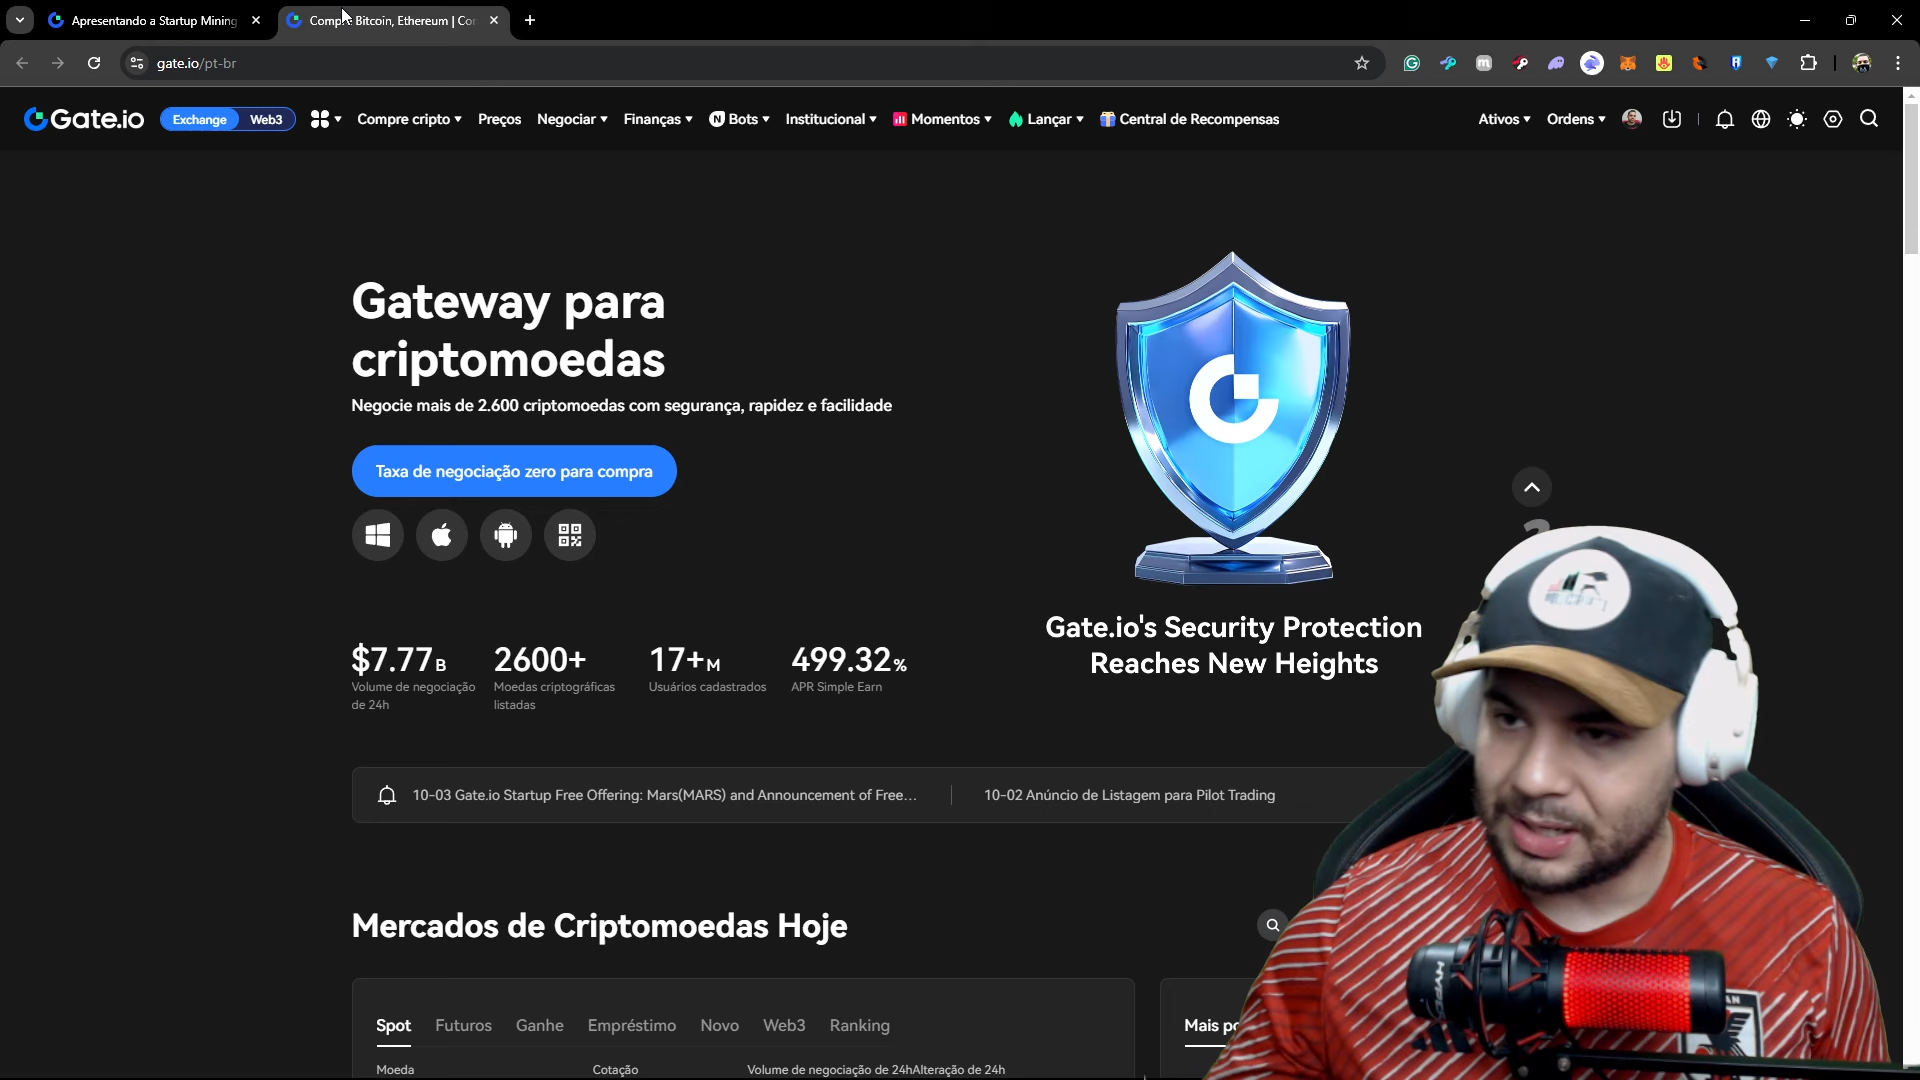 Apresentando a Startup Mining
Bitcoin, Ethereum
gate.io/pt-br
Gate.io
Exchange
Web3
Compre cripto
Preços
Negociar
Finanças
Bots
Institucional
Momentos
Lançar
Central de Recompensas
Ativos
Ordens
Gateway para
criptomoedas
Negocie mais de 2.600 criptomoedas com segurança, rapidez e facilidade
Taxa de negociação zero para compra
$7.77B
2600+
17+M
499.32%
Volume de negociação
de 24h
Moedas criptográficas
listadas
Usuários cadastrados
APR Simple Earn
Gate.io's Security Protection
Reaches New Heights
10-03 Gate.io Startup Free Offering: Mars(MARS) and Announcement of Free...
10-02 Anúncio de Listagem para Pilot Trading
Mercados de Criptomoedas Hoje
Spot
Futuros
Ganhe
Empréstimo
Novo
Web3
Ranking
Mais
Moeda
Cotação
Volume de negociação de 24h
Alteração de 24h
HYPERX